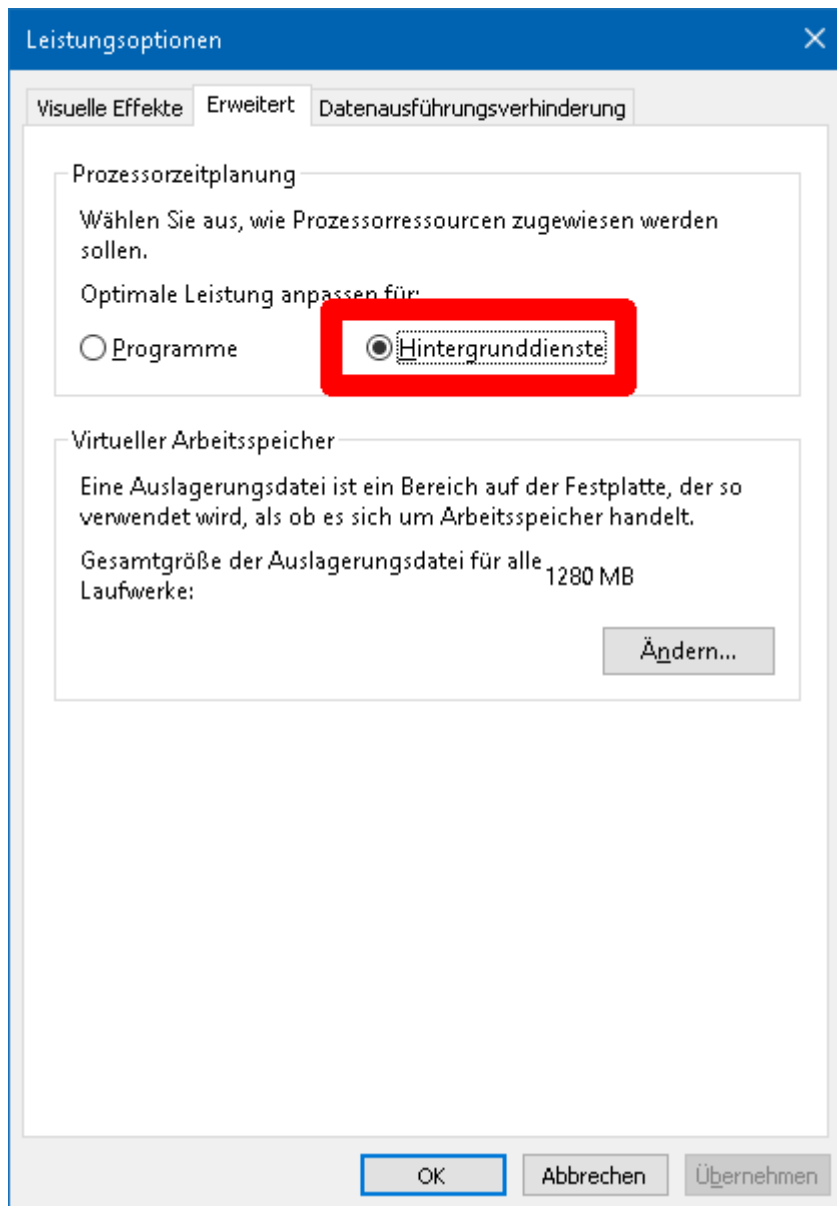 Leistungsoptionen
Visuelle Effekte Erweitert Datenausführungsverhinderung
Prozessorzeitplanung
Wählen Sie aus, wie Prozessorressourcen zugewiesen werden
sollen.
Optimale Leistung anpassen für:
Programme Hintergrunddienste
Virtueller Arbeitsspeicher
Eine Auslagerungsdatei ist ein Bereich auf der Festplatte, der so
verwendet wird, als ob es sich um Arbeitsspeicher handelt.
Gesamtgröße der Auslagerungsdatei für alle
Laufwerke: 1280 MB
Ändern...
OK Abbrechen Übernehmen